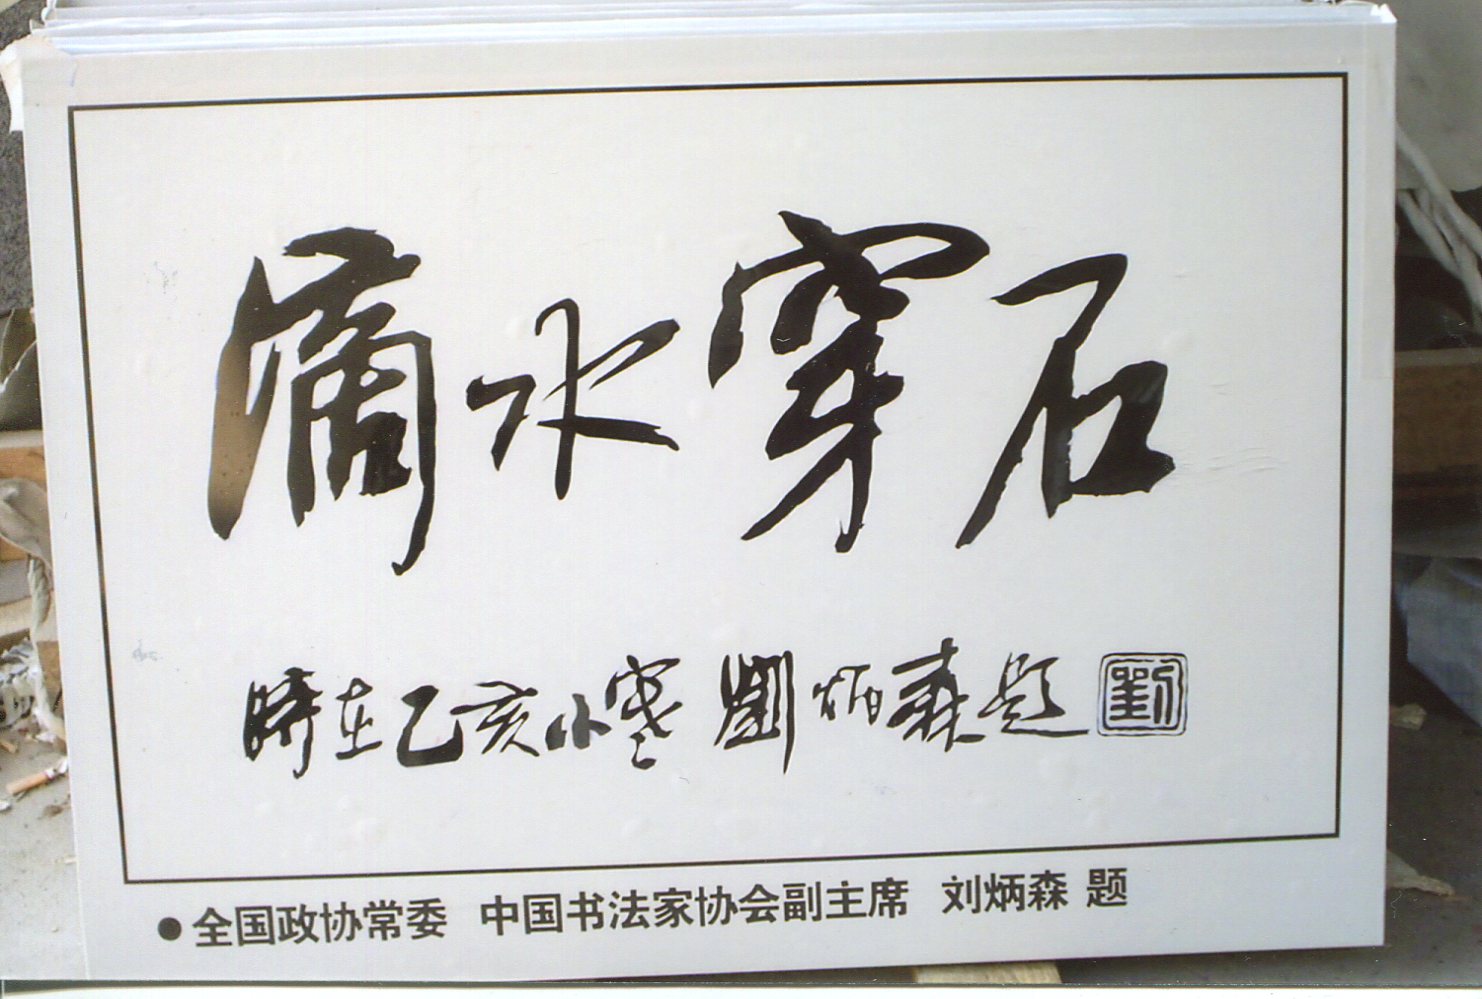 滴水穿石
时在乙亥小寒 劉炳森题 劉
●全国政协常委 中国书法家协会副主席 刘炳森 题